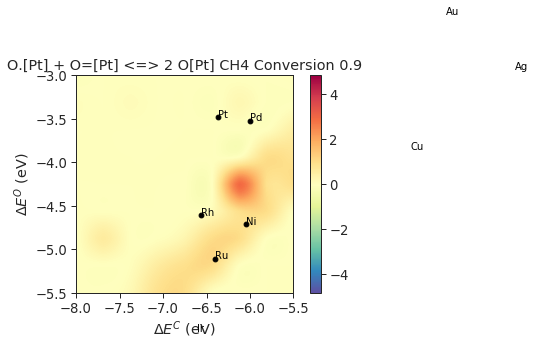 Au
O.[Pt] + O=[Pt] <=> 2 O[Pt] CH4 Conversion 0.9
Ag
−3.0
−3.5
−4.0
−4.5
−5.0
−5.5
ΔE^O (eV)
Pt
Pd
Cu
Rh
Ni
Ru
4
2
0
−2
−4
−8.0 −7.5 −7.0 −6.5 −6.0 −5.5
ΔE^C (eV)